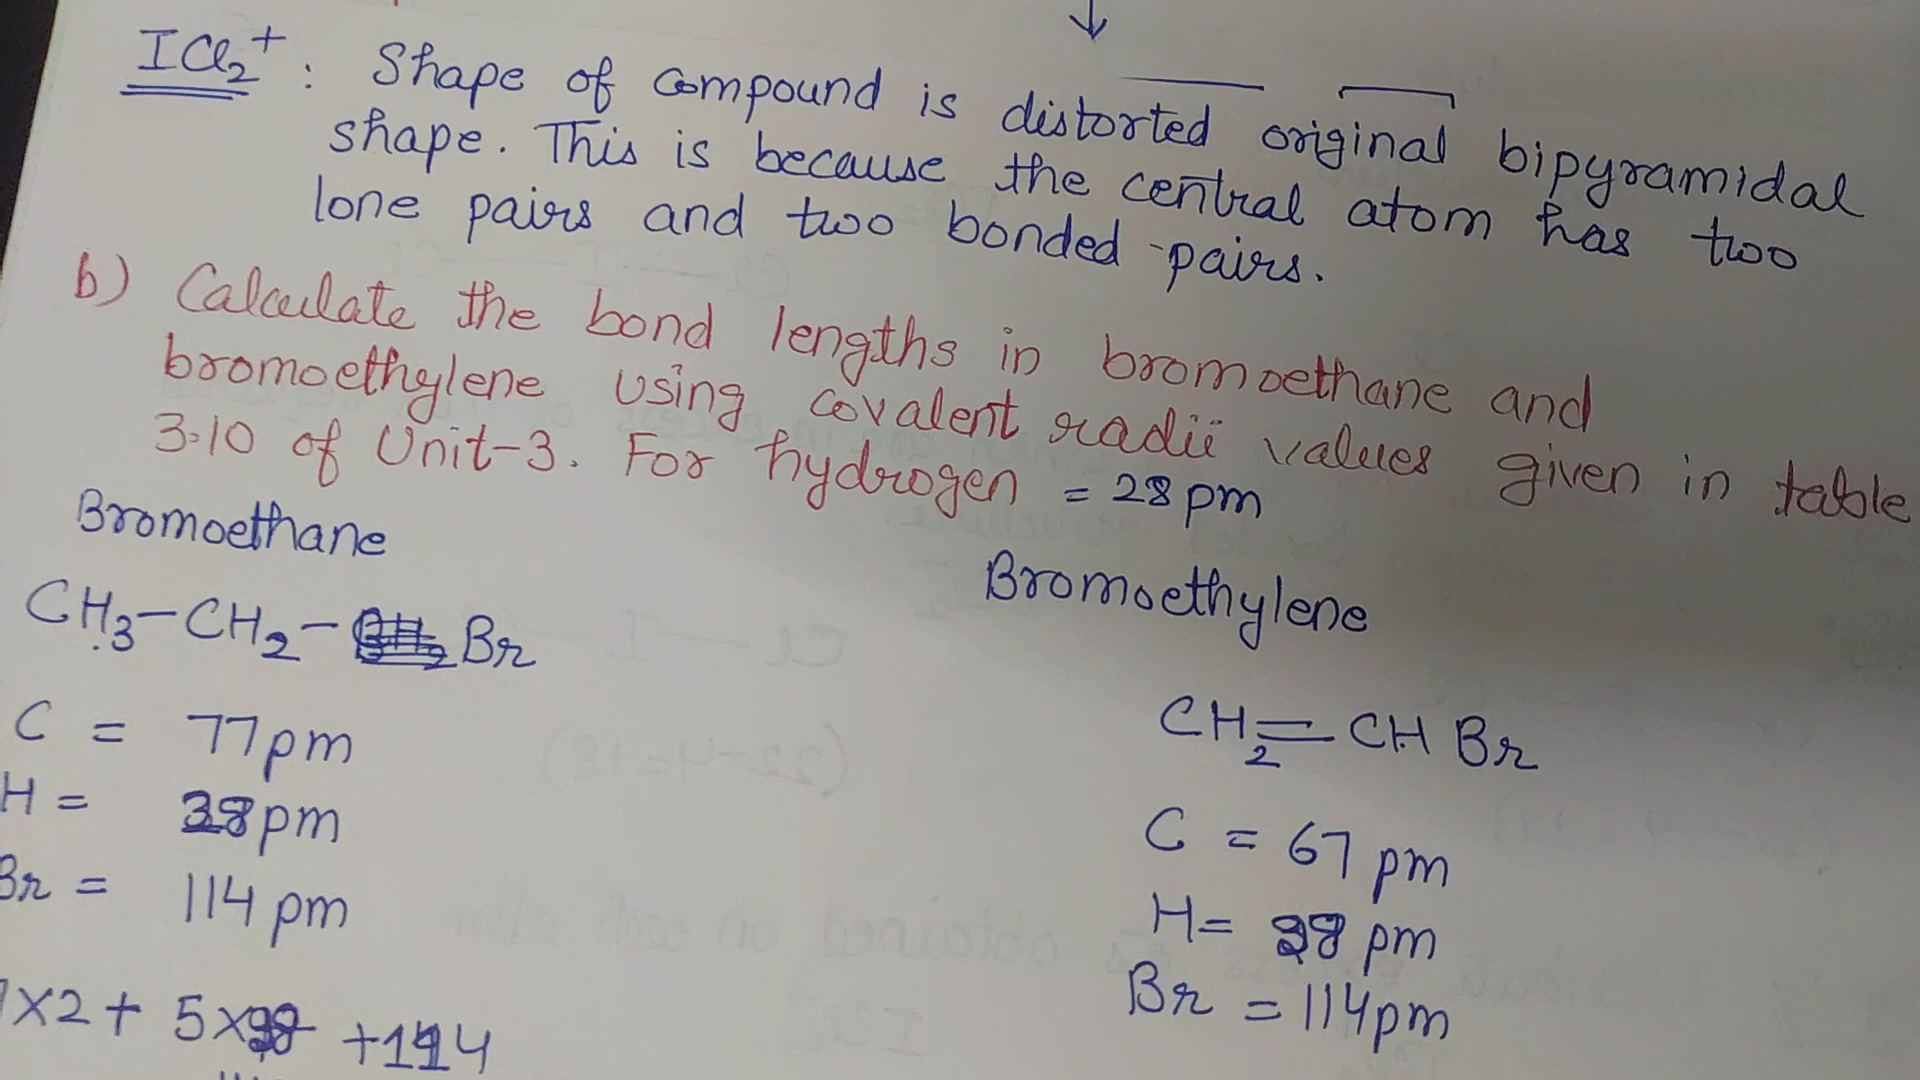 ICl₂⁺ : Shape of compound is distorted original bipyramidal
shape. This is because the central atom has two
lone pairs and two bonded pairs.
b) Calculate the bond lengths in bromoethane and
bromoethylene using covalent radii values given in table
3.10 of Unit-3. For hydrogen = 28 pm
Bromoethane
Bromoethylene
CH₃-CH₂- Br
CH₂=CH Br
C = 77pm
C = 67 pm
H = 28pm
H= 28 pm
Br = 114 pm
Br = 114pm
X2 + 5X +114